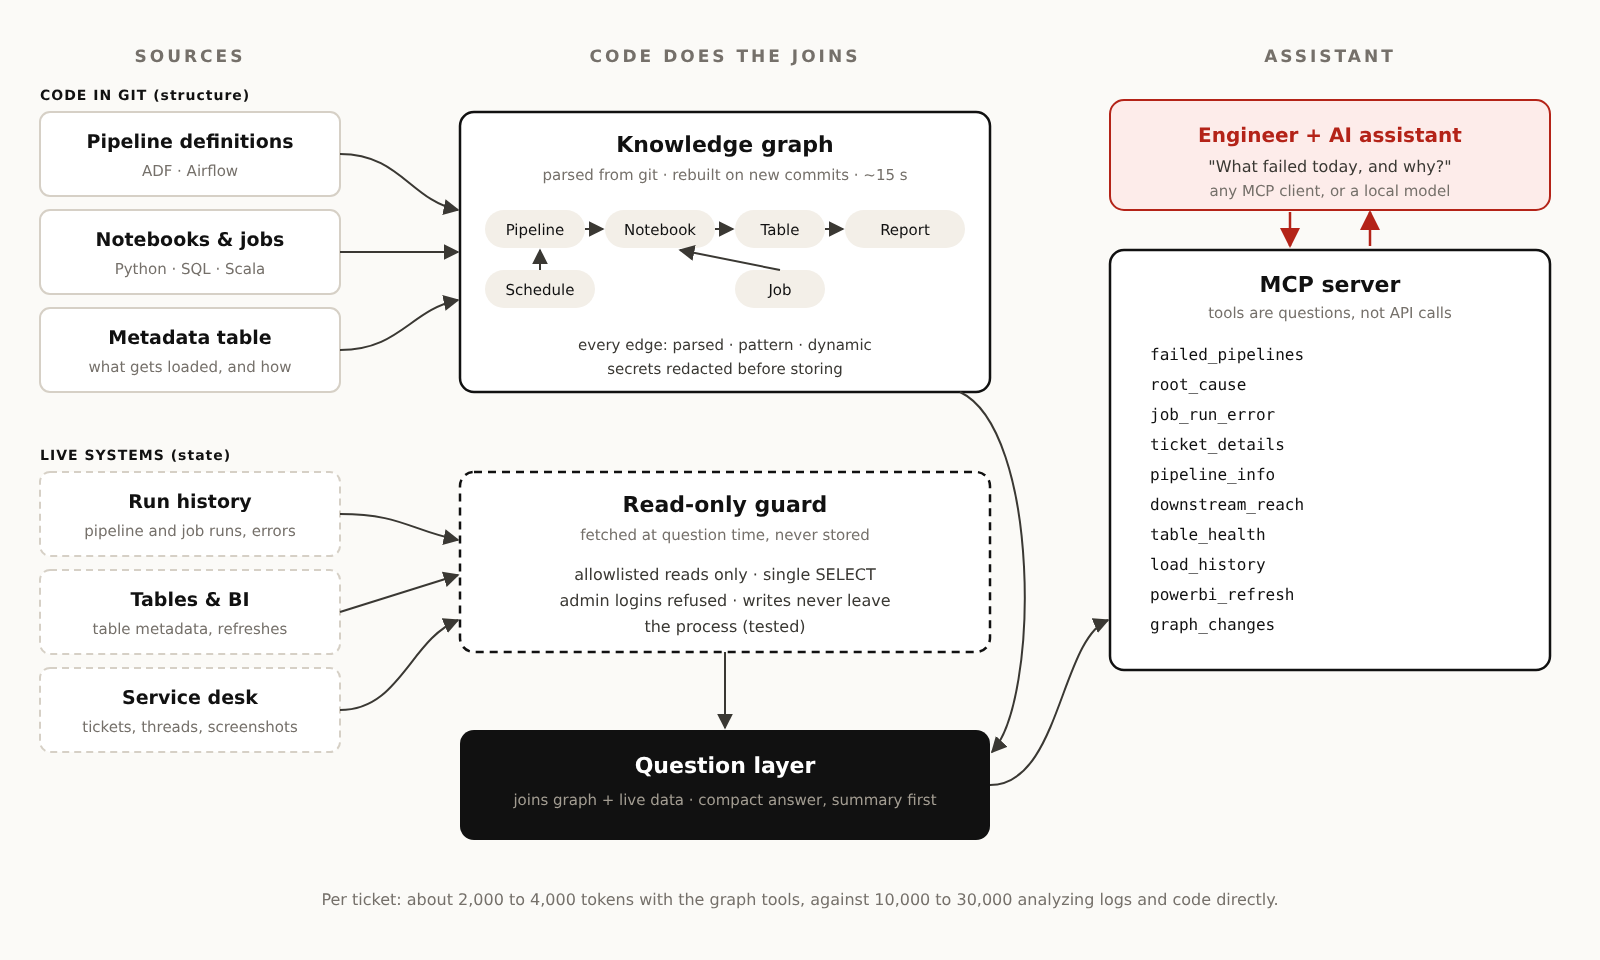 SOURCES
CODE IN GIT (structure)
Pipeline definitions
ADF · Airflow
Notebooks & jobs
Python · SQL · Scala
Metadata table
what gets loaded, and how
LIVE SYSTEMS (state)
Run history
pipeline and job runs, errors
Tables & BI
table metadata, refreshes
Service desk
tickets, threads, screenshots
CODE DOES THE JOINS
Knowledge graph
parsed from git · rebuilt on new commits · ~15 s
Pipeline
Notebook
Table
Report
Schedule
Job
every edge: parsed · pattern · dynamic
secrets redacted before storing
Read-only guard
fetched at question time, never stored
allowlisted reads only · single SELECT
admin logins refused · writes never leave
the process (tested)
Question layer
joins graph + live data · compact answer, summary first
ASSISTANT
Engineer + AI assistant
"What failed today, and why?"
any MCP client, or a local model
MCP server
tools are questions, not API calls
failed_pipelines
root_cause
job_run_error
ticket_details
pipeline_info
downstream_reach
table_health
load_history
powerbi_refresh
graph_changes
Per ticket: about 2,000 to 4,000 tokens with the graph tools, against 10,000 to 30,000 analyzing logs and code directly.